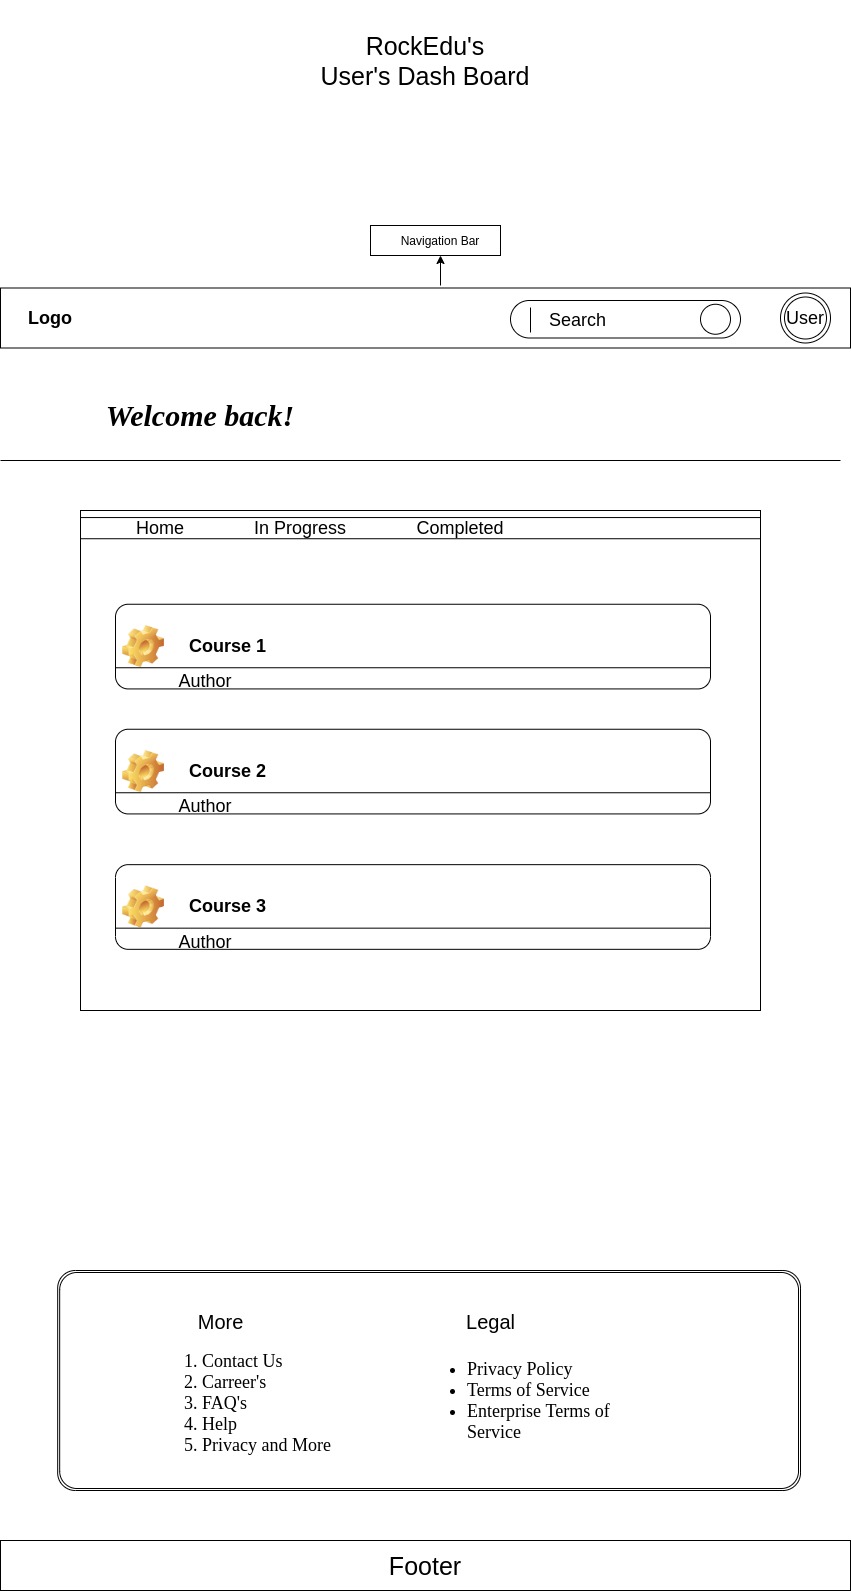 RockEdu's
User's Dash Board
Navigation Bar
Logo
Search
User
Welcome back!
Home
In Progress
Completed
Course 1
Author
Course 2
Author
Course 3
Author
More
1. Contact Us
2. Carreer's
3. FAQ's
4. Help
5. Privacy and More
Legal
• Privacy Policy
• Terms of Service
• Enterprise Terms of
Service
Footer